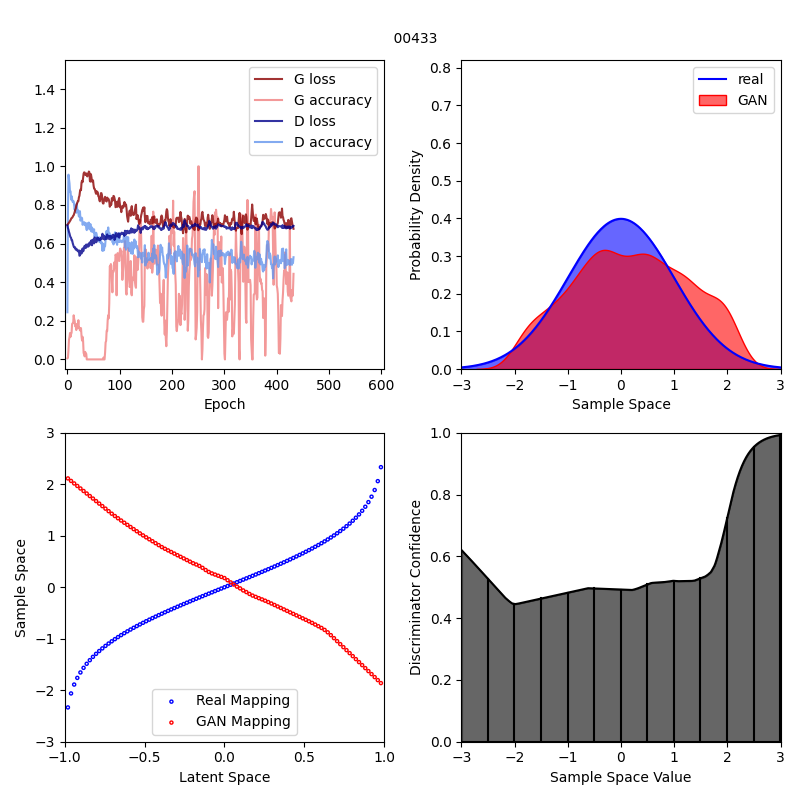 00433
1.4
1.2
1.0
0.8
0.6
0.4
0.2
0.0
0 100 200 300 400 500 600
Epoch
G loss
G accuracy
D loss
D accuracy
Probability Density
0.8
0.7
0.6
0.5
0.4
0.3
0.2
0.1
0.0
−3 −2 −1 0 1 2 3
Sample Space
real
GAN
Sample Space
3
2
1
0
−1
−2
−3
−1.0 −0.5 0.0 0.5 1.0
Latent Space
Real Mapping
GAN Mapping
Discriminator Confidence
1.0
0.8
0.6
0.4
0.2
0.0
−3 −2 −1 0 1 2 3
Sample Space Value